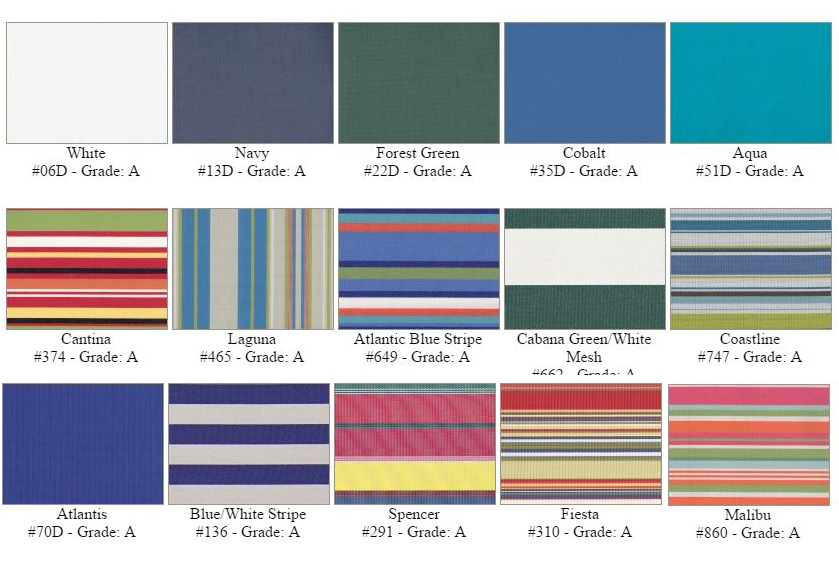 White
#06D - Grade: A
Navy
#13D - Grade: A
Forest Green
#22D - Grade: A
Cobalt
#35D - Grade: A
Aqua
#51D - Grade: A
Cantina
#374 - Grade: A
Laguna
#465 - Grade: A
Atlantic Blue Stripe
#649 - Grade: A
Cabana Green/White
Mesh
#662 - Grade: A
Coastline
#747 - Grade: A
Atlantis
#70D - Grade: A
Blue/White Stripe
#136 - Grade: A
Spencer
#291 - Grade: A
Fiesta
#310 - Grade: A
Malibu
#860 - Grade: A